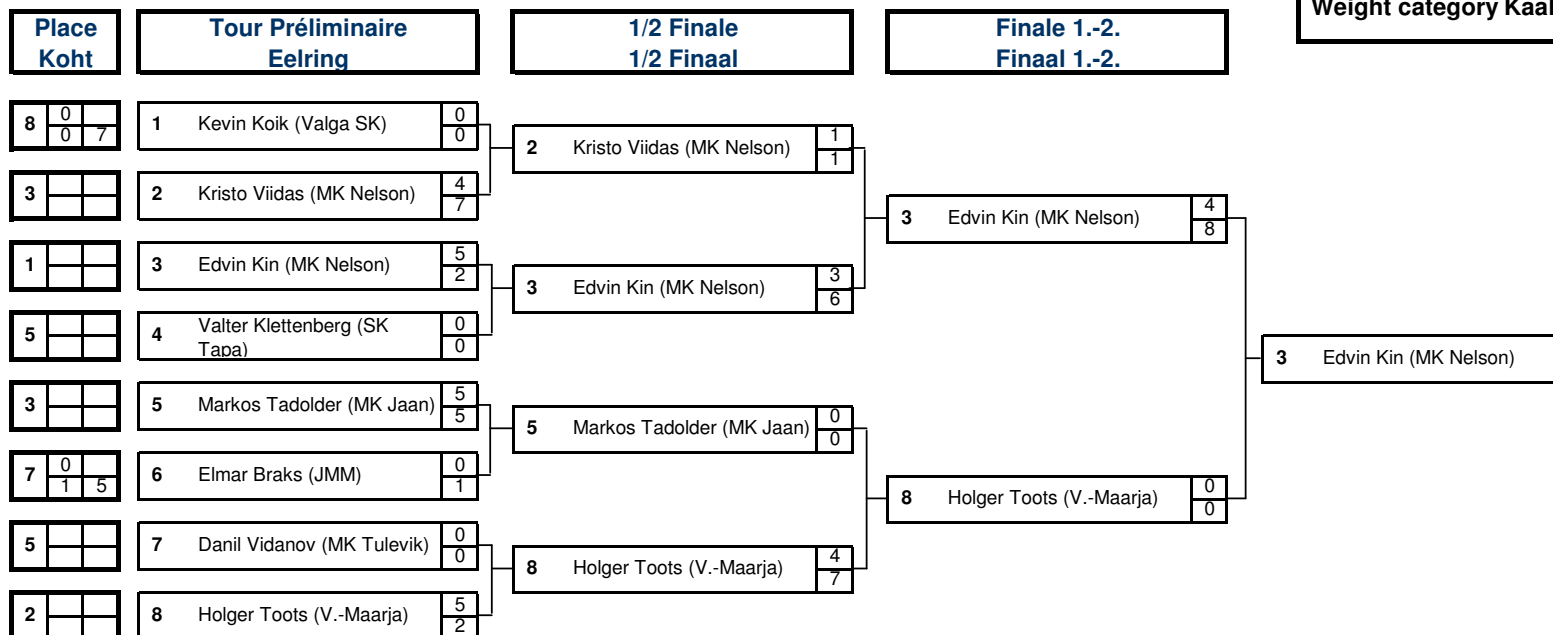 Weight category Kaal
Place
Koht
Tour Préliminaire
Eelring
1/2 Finale
1/2 Finaal
Finale 1.-2.
Finaal 1.-2.
8 0
0 7
1 Kevin Koik (Valga SK) 0
0
2 Kristo Viidas (MK Nelson) 1
1
3
2 Kristo Viidas (MK Nelson) 4
7
3 Edvin Kin (MK Nelson) 4
8
1
3 Edvin Kin (MK Nelson) 5
2
3 Edvin Kin (MK Nelson) 3
6
5
4 Valter Klettenberg (SK
Tapa)
0
0
3 Edvin Kin (MK Nelson)
3
5 Markos Tadolder (MK Jaan) 5
5
5 Markos Tadolder (MK Jaan) 0
0
7 0
1 5
6 Elmar Braks (JMM) 0
1
8 Holger Toots (V.-Maarja) 0
0
5
7 Danil Vidanov (MK Tulevik) 0
0
8 Holger Toots (V.-Maarja) 4
7
2
8 Holger Toots (V.-Maarja) 5
2